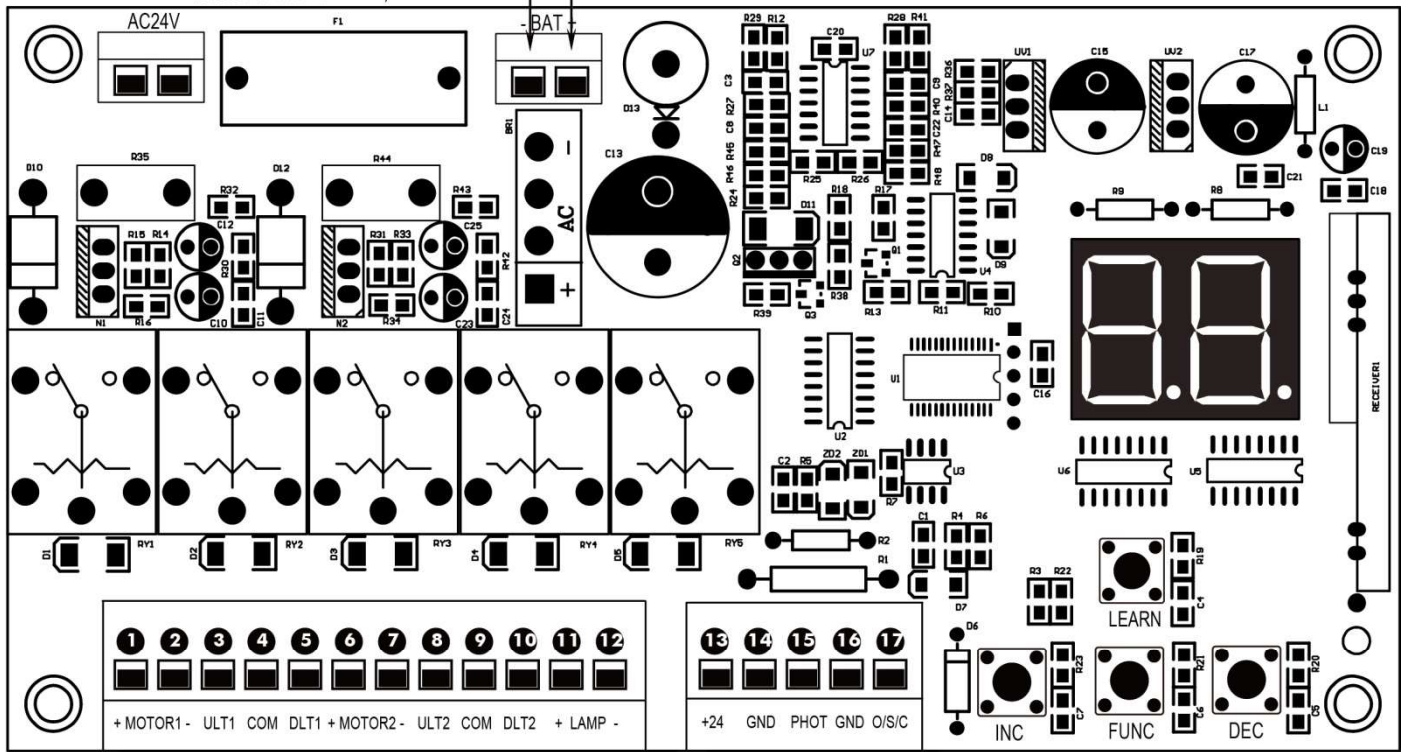 AC24V
F1
- BAT +
D13
BR1
-
AC
+
C13
R29 R12
C20
U7
R28 R41
C3
R27
C8
R45
R46
R24
R25 R26
C9
R40
C22
R47
R48
R36
R37
C14
UV1
C15
UV2
C17
L1
C19
C18
C21
D10
R35
R32
D12
R44
R43
R15 R14
C12
R30
R31 R33
C25
R42
N1
R16
C10
C11
N2
R34
C23
C24
D11
R18
R17
D8
D9
Q2
Q1
U4
R39
Q3
R38
R13
R11
R10
R9
R8
RECEIVER1
U1
C16
U2
C2 R5
ZD2
ZD1
R7
U3
U6
U5
D1
RY1
D2
RY2
D3
RY3
D4
RY4
D5
RY5
R2
R1
C1
R4
R6
D7
R3 R22
R19
C4
LEARN
D6
1 2 3 4 5 6 7 8 9 10 11 12
+ MOTOR1 - ULT1 COM DLT1 + MOTOR2 - ULT2 COM DLT2 + LAMP -
13 14 15 16 17
+24 GND PHOT GND O/S/C
R23
C7
R21
C6
R20
C5
INC
FUNC
DEC